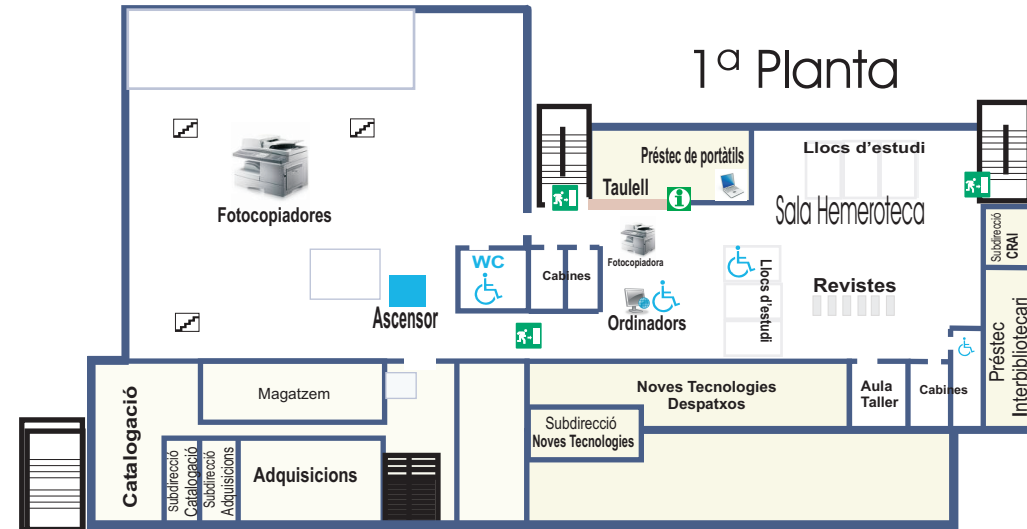 1ª Planta
Llocs d'estudi
Préstec de portàtils
Taulell
Sala Hemeroteca
Fotocopiadores
Subdirecció
CRAI
WC
Cabines
Fotocopiadora
Llocs d'estudi
Revistes
Ascensor
Ordinadors
Préstec
Interbibliotecari
Catalogació
Magatzem
Noves Tecnologies
Despatxos
Aula
Taller
Cabines
Subdirecció
Noves Tecnologies
Subdirecció
Catalogació
Subdirecció
Adquisicions
Adquisicions